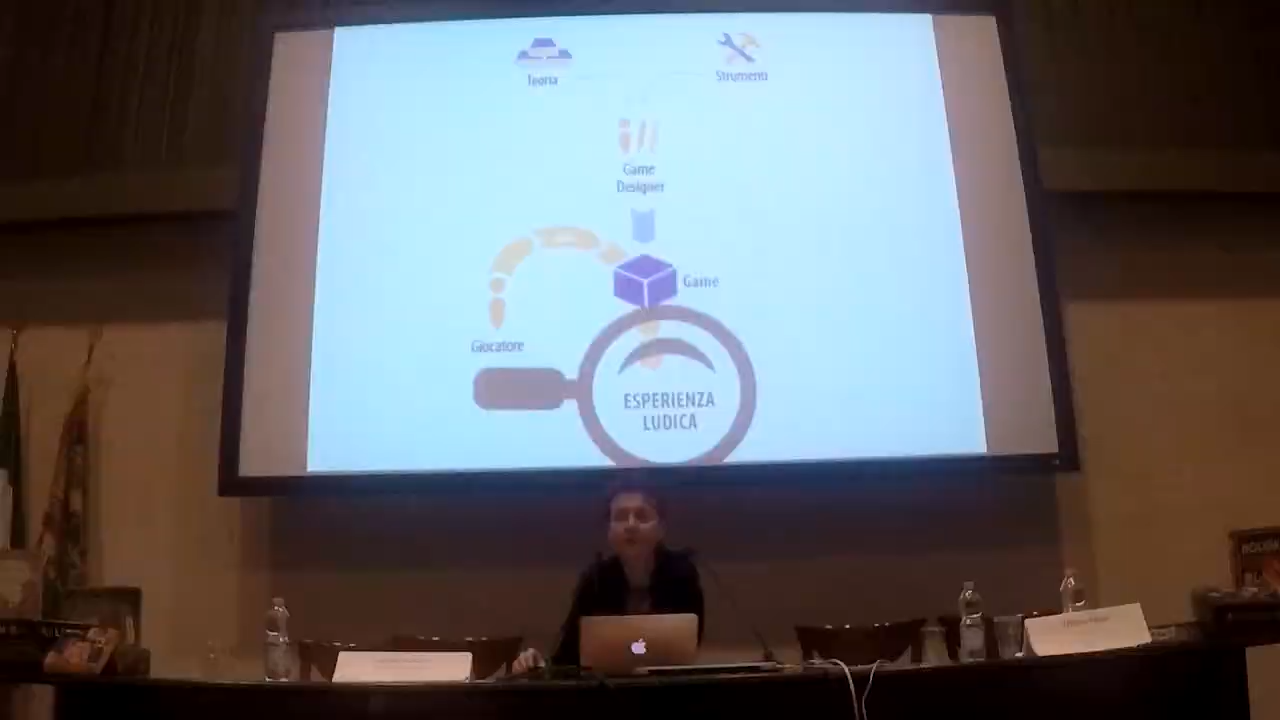 Teoria
Strumenti
Game
Designer
Game
Giocatore
ESPERIENZA
LUDICA